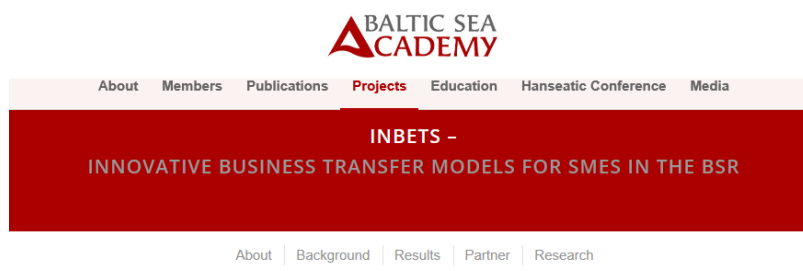 BALTIC SEA
ACADEMY
About Members Publications Projects Education Hanseatic Conference Media
INBETS –
INNOVATIVE BUSINESS TRANSFER MODELS FOR SMES IN THE BSR
About Background Results Partner Research